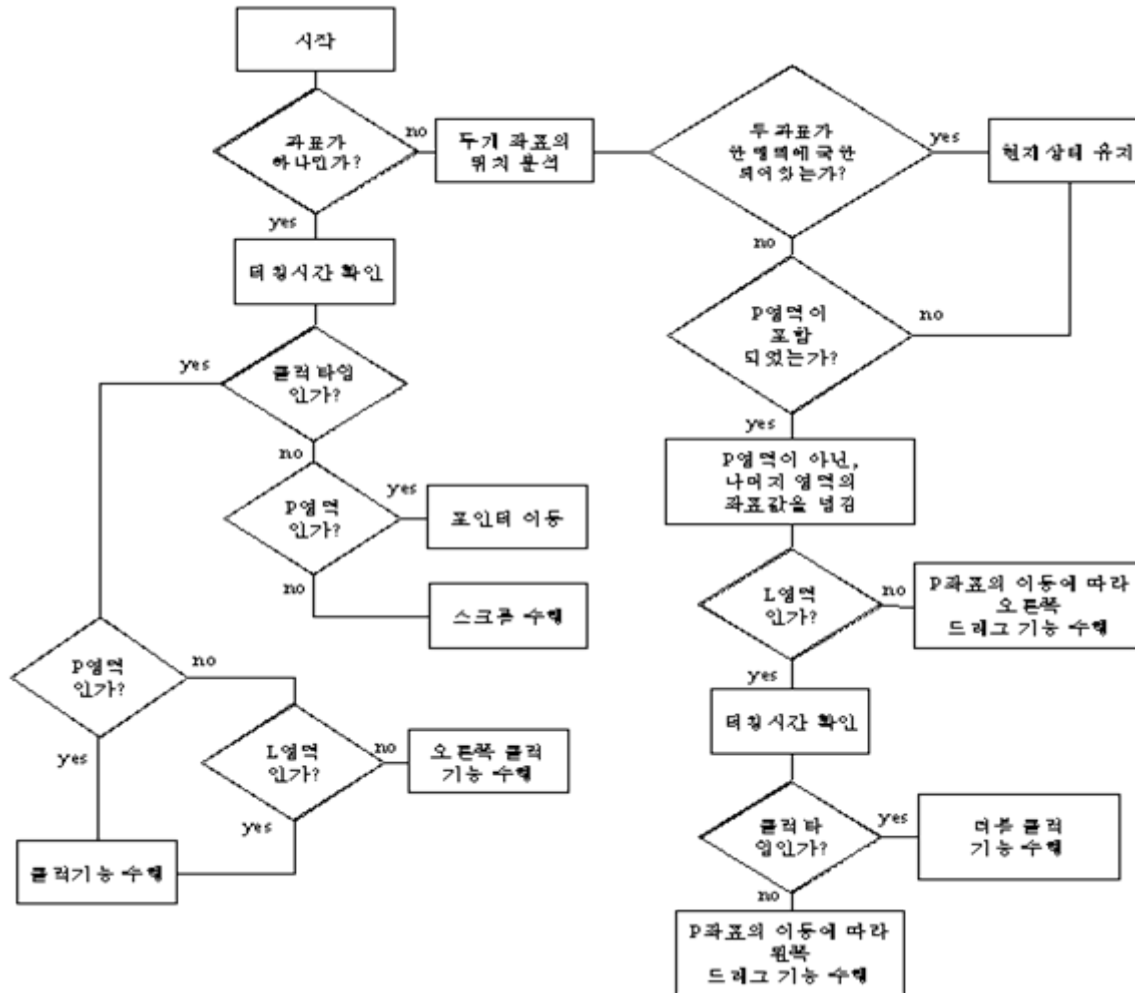 시작
좌표가
하나인가?
no
두개 좌표의
위치 분석
두 좌표가
한 영역에 국한
되어있는가?
yes
현재 상태 유지
yes
no
터칭시간 확인
P영역이
포함
되었는가?
no
yes
클릭 타임
인가?
yes
no
P영역이 아닌,
나머지 영역의
좌표값을 넘김
P영역
인가?
yes
포인터 이동
no
스크롤 수행
L영역
인가?
no
P좌표의 이동에 따라
오른쪽
드래그 기능 수행
yes
P영역
인가?
no
터칭시간 확인
yes
L영역
인가?
no
오른쪽 클릭
기능 수행
yes
클릭기능 수행
클릭 타
임인가?
yes
더블 클릭
기능 수행
no
P좌표의 이동에 따라
왼쪽
드래그 기능 수행